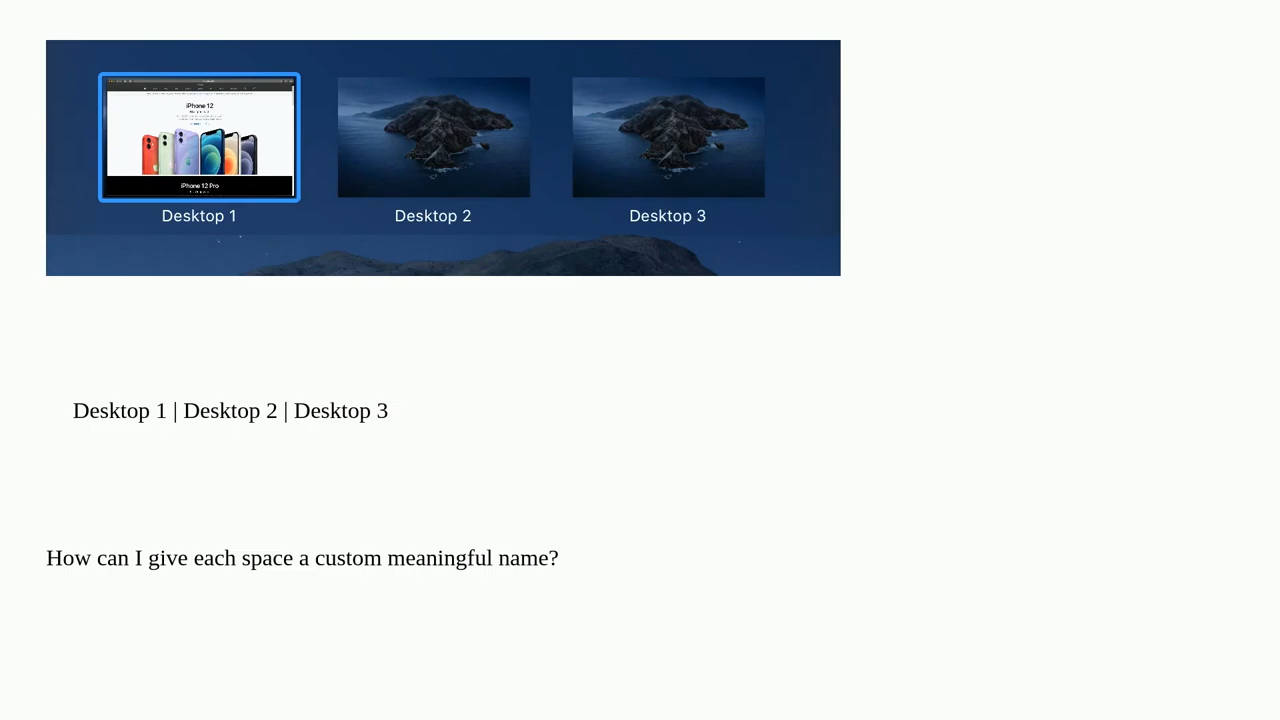 iPhone 12
iPhone 12 Pro
Desktop 1
Desktop 2
Desktop 3
Desktop 1 | Desktop 2 | Desktop 3
How can I give each space a custom meaningful name?